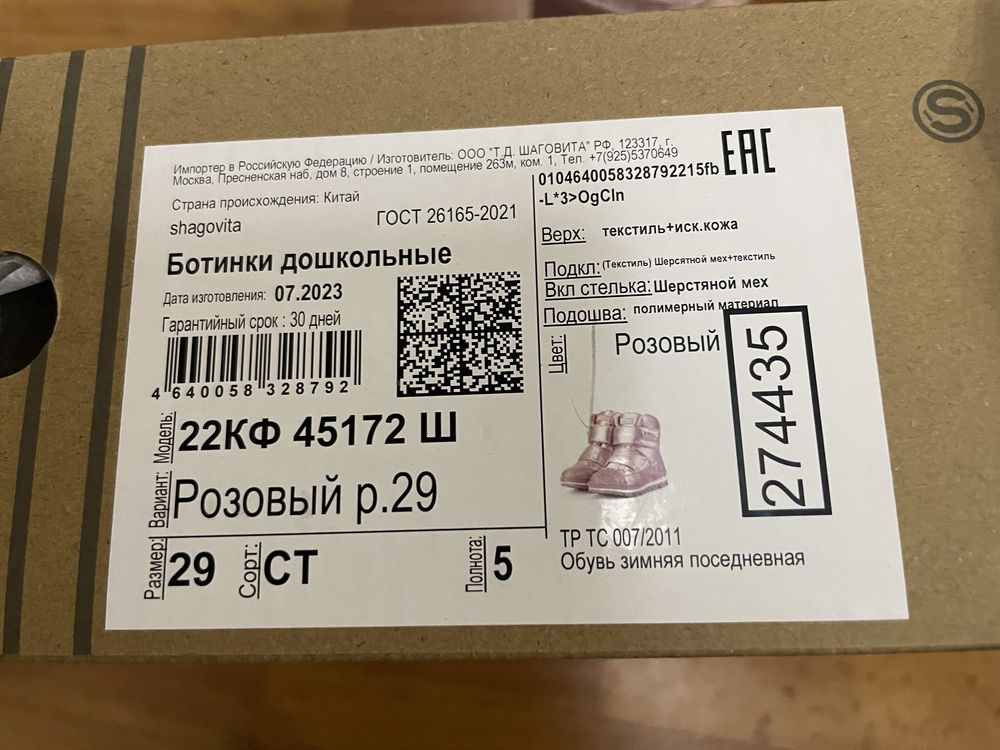 Импортер в Российскую Федерацию / Изготовитель: ООО "Т.Д. ШАГОВИТА" РФ, 123317, г.
Москва, Пресненская наб, дом 8, строение 1, помещение 263м, ком. 1, Тел. +7(925)5370649
EAC
S
Страна происхождения: Китай
shagovita
ГОСТ 26165-2021
Ботинки дошкольные
Дата изготовления: 07.2023
Гарантийный срок : 30 дней
4 640058 328792
Модель: 22КФ 45172 Ш
Вариант: Розовый р.29
Размер: 29 Сорт: СТ Полнота: 5
0104640058328792215fb
-L*3>OgCIn
Верх: текстиль+иск.кожа
Подкл: (Текстиль) Шерсятной мех+текстиль
Вкл стелька: Шерстяной мех
Подошва: полимерный материал
Цвет: Розовый
274435
ТР ТС 007/2011
Обувь зимняя поседневная